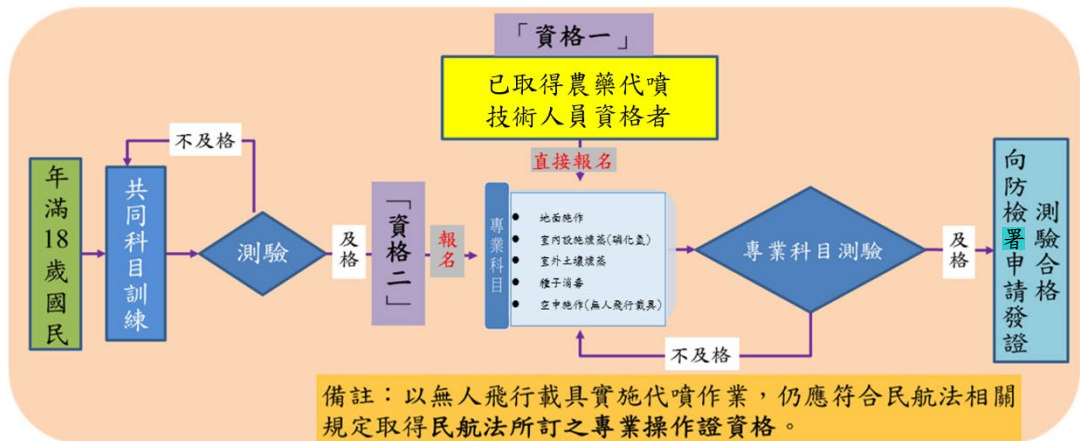 「資格一」
已取得農藥代噴
技術人員資格者
直接報名
不及格
年滿18歲國民
共同科目訓練
測驗
及格
「資格二」
報名
專業科目
地面施作
室內設施燻蒸(磷化氫)
室外土壤燻蒸
種子消毒
空中施作(無人飛行載具)
專業科目測驗
不及格
及格
測驗合格
向防檢署申請發證
備註：以無人飛行載具實施代噴作業，仍應符合民航法相關
規定取得民航法所訂之專業操作證資格。